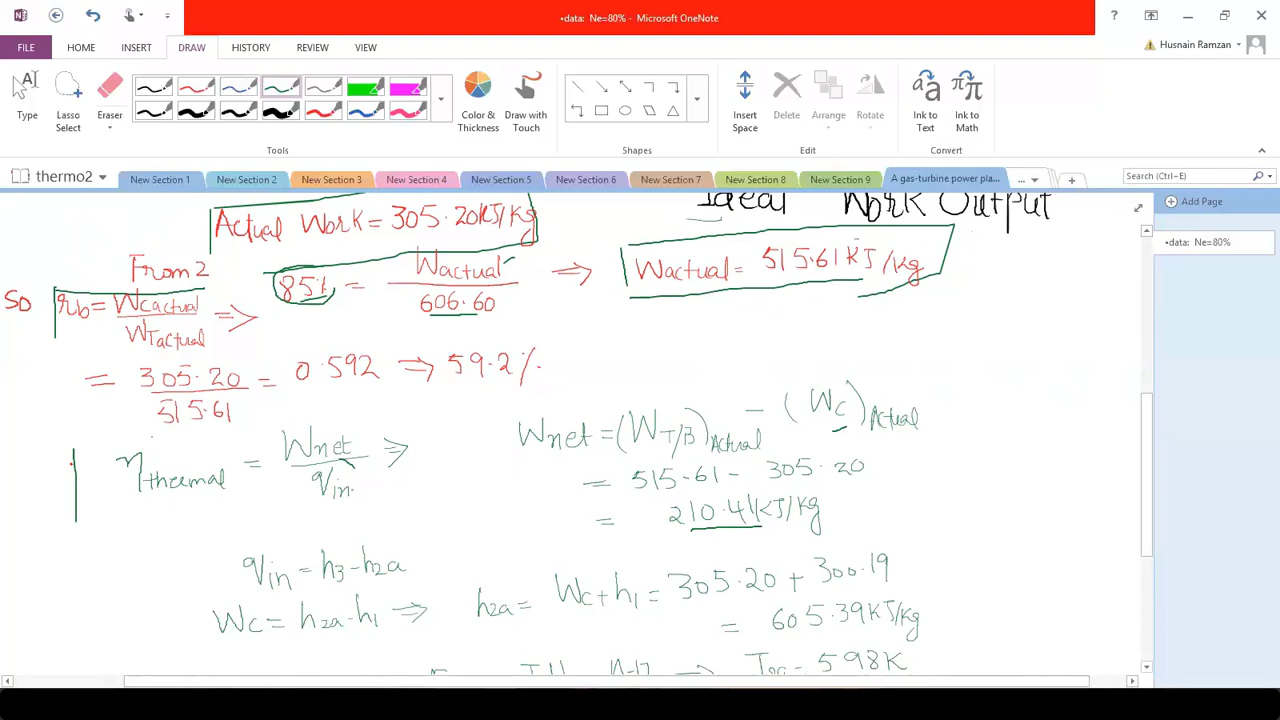 •data: Ne=80% - Microsoft OneNote
?
FILE HOME INSERT DRAW HISTORY REVIEW VIEW
Husnain Ramzan
Type Lasso Select Eraser
Color & Thickness Draw with Touch
Insert Space Delete Arrange Rotate
Ink to Text Ink to Math
Tools Shapes Edit Convert
thermo2 New Section 1 New Section 2 New Section 3 New Section 4 New Section 5 New Section 6 New Section 7 New Section 8 New Section 9 A gas-turbine power pla... ... Search (Ctrl+E)
Add Page
•data: Ne=80%
Ideal Work Output
Actual Work = 305.20KJ/Kg
From 2
85% = Wactual / 606.60 ⇒ Wactual = 515.61 KJ/Kg
So rb = WCactual / WTactual ⇒
= 305.20 / 515.61 = 0.592 ⇒ 59.2%
ηthermal = Wnet / qin ⇒
Wnet = (WT/B)Actual - (Wc)Actual
= 515.61 - 305.20
= 210.41KJ/Kg
qin = h3-h2a
Wc = h2a-h1 ⇒ h2a = Wc+h1 = 305.20 + 300.19
= 605.39KJ/Kg
598K